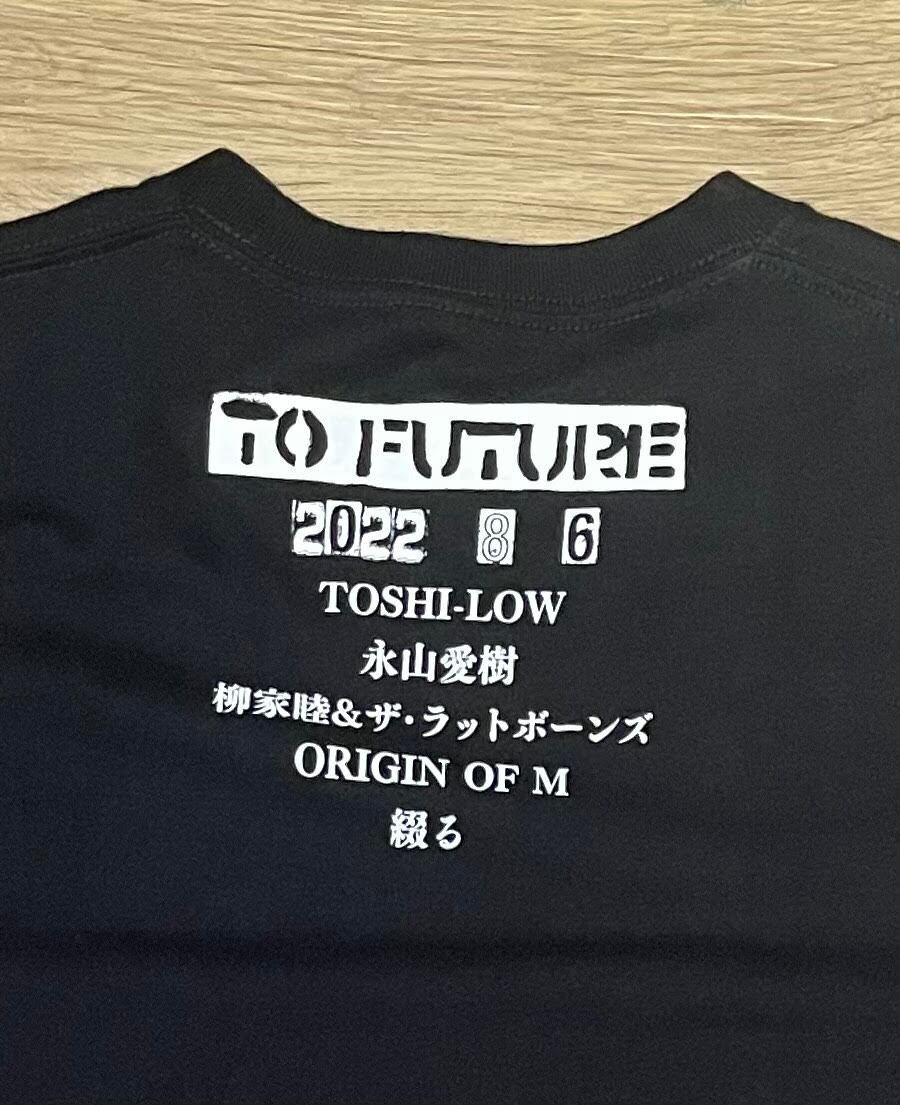 TO FUTURE
2022 8 6
TOSHI-LOW
永山愛樹
柳家睦&ザ・ラットボーンズ
ORIGIN OF M
綴る